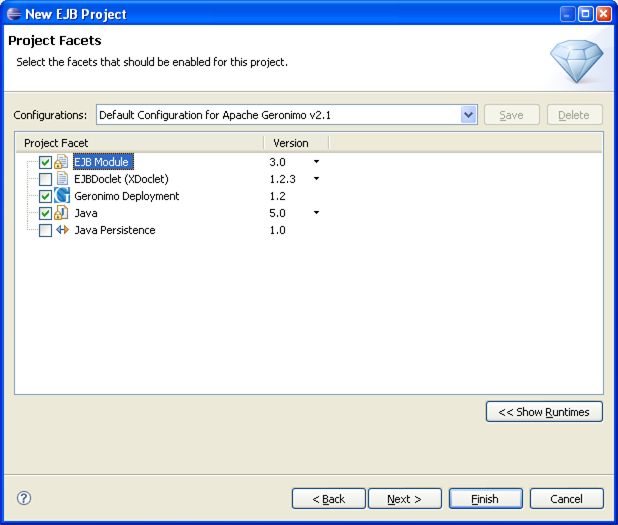 New EJB Project
Project Facets
Select the facets that should be enabled for this project.
Configurations: Default Configuration for Apache Geronimo v2.1 Save Delete
Project Facet Version
EJB Module 3.0
EJBDoclet (XDoclet) 1.2.3
Geronimo Deployment 1.2
Java 5.0
Java Persistence 1.0
<< Show Runtimes
? < Back Next > Finish Cancel